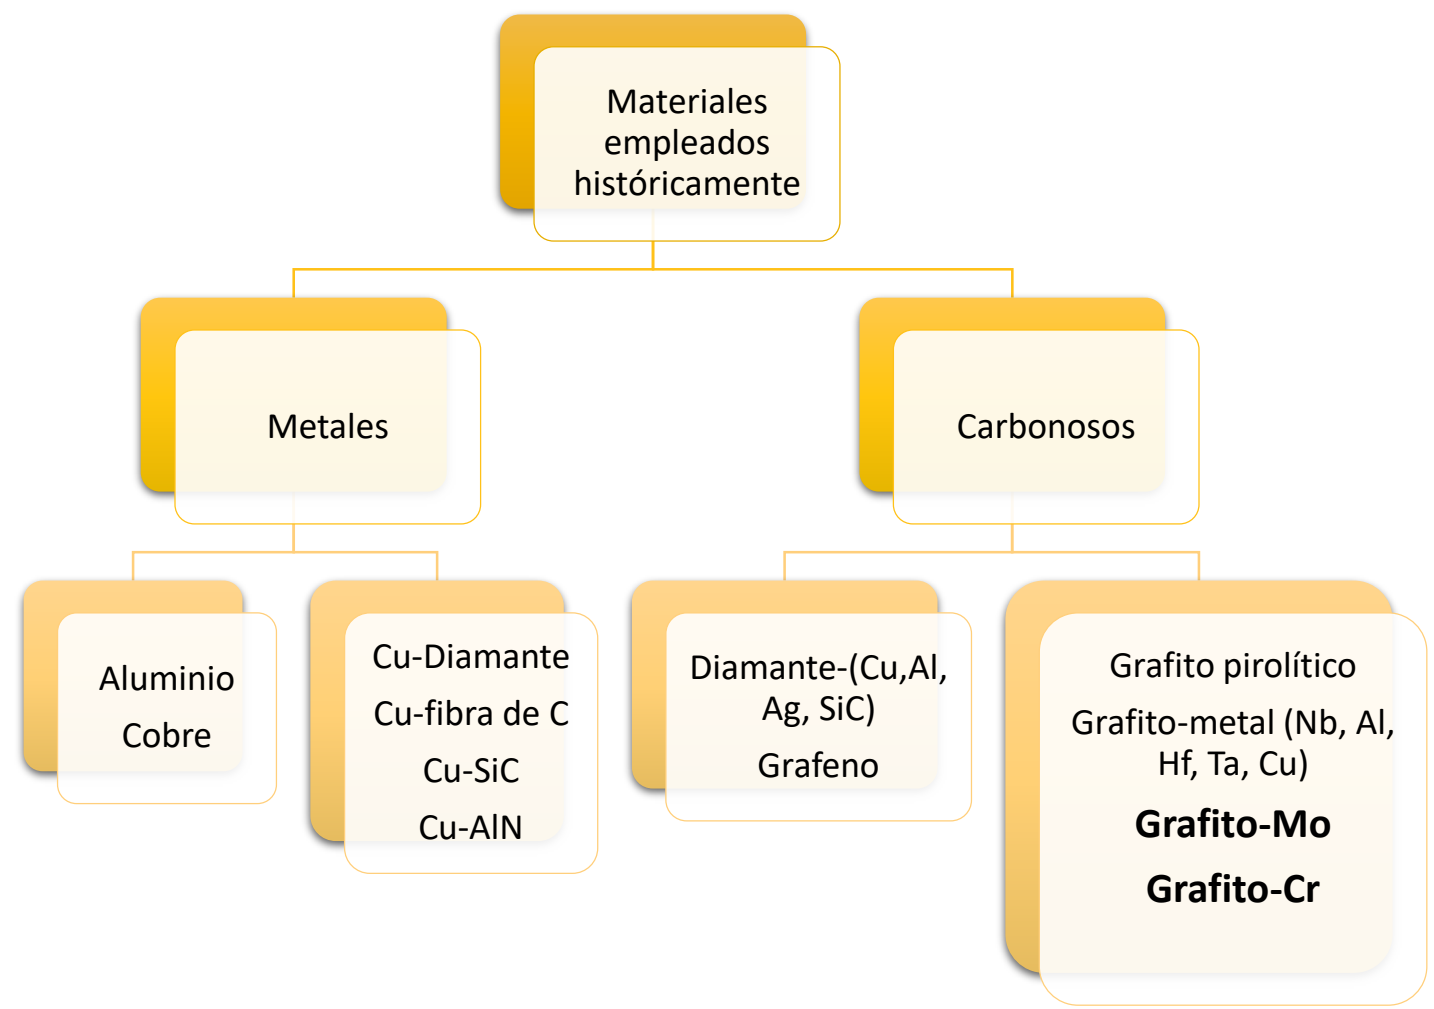 Materiales
empleados
históricamente
Metales
Carbonosos
Aluminio
Cobre
Cu-Diamante
Cu-fibra de C
Cu-SiC
Cu-AlN
Diamante-(Cu,Al,
Ag, SiC)
Grafeno
Grafito pirolítico
Grafito-metal (Nb, Al,
Hf, Ta, Cu)
Grafito-Mo
Grafito-Cr